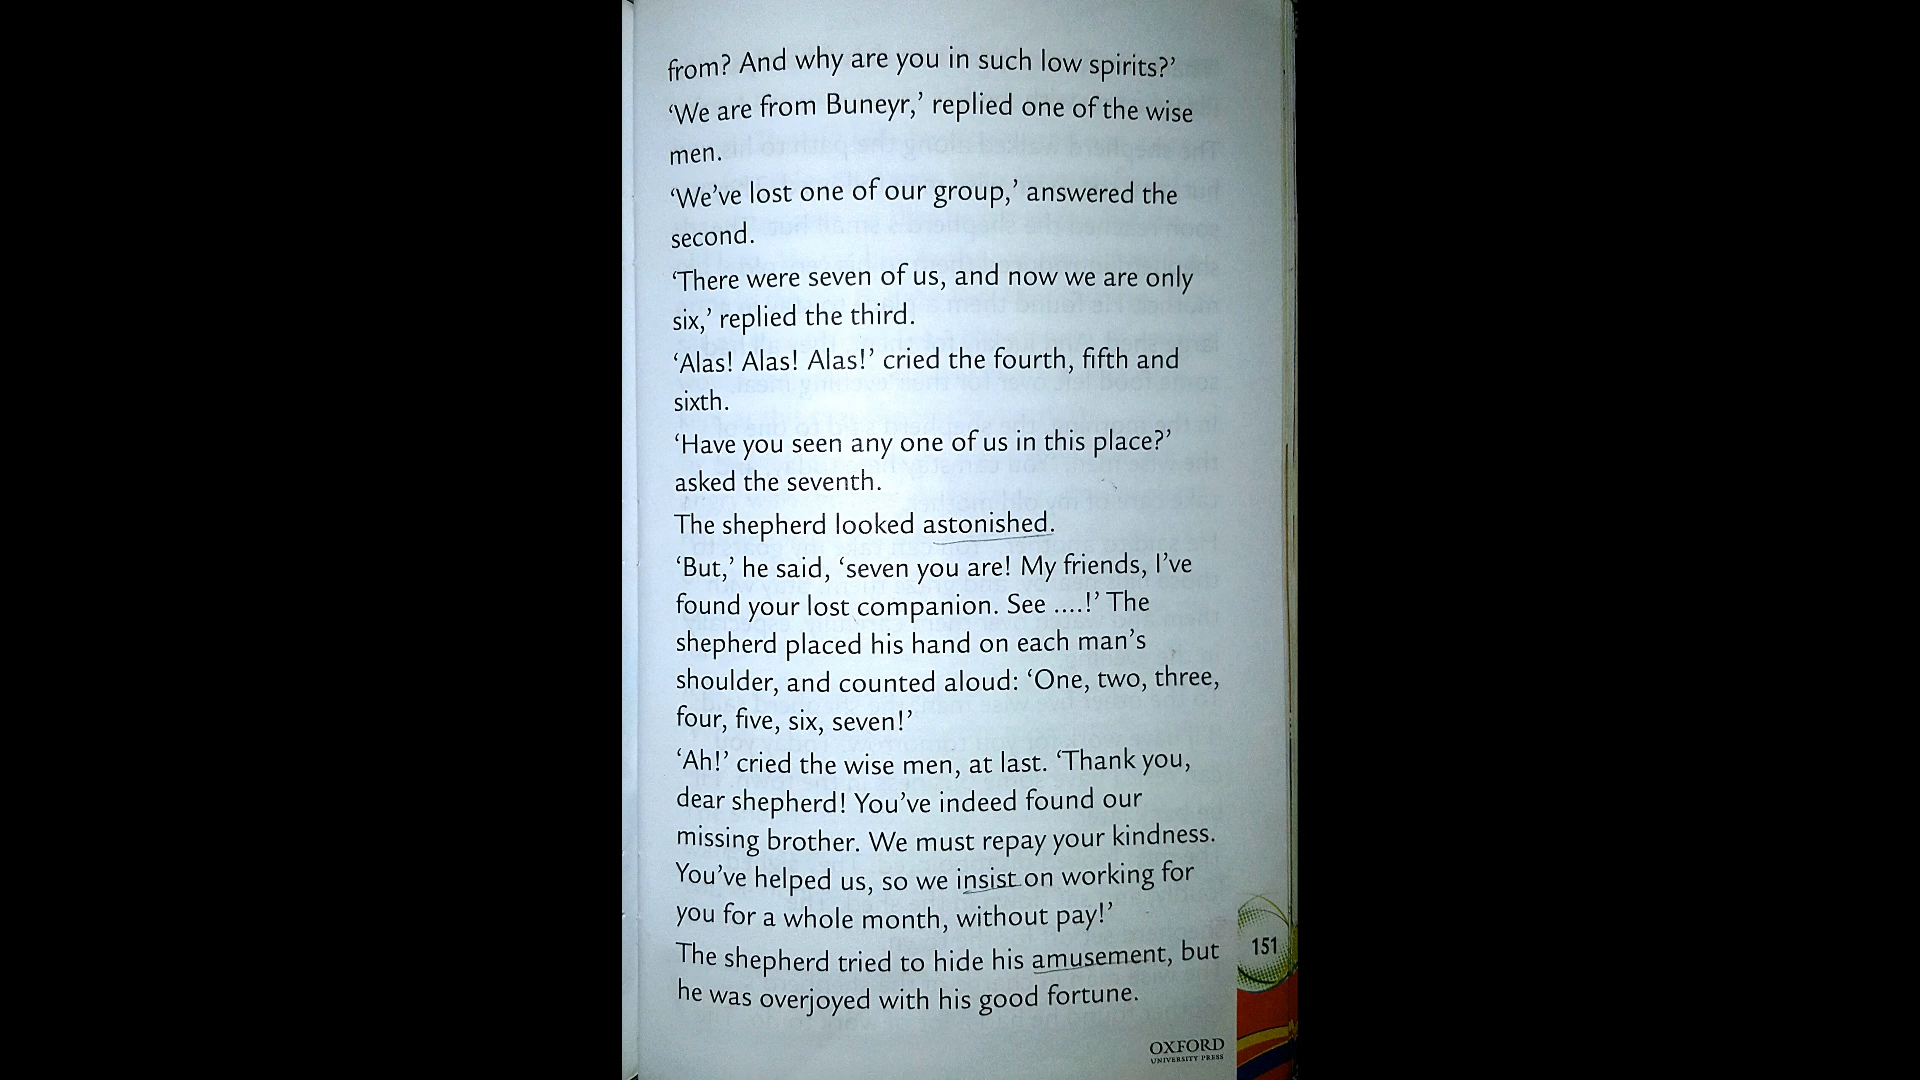 from? And why are you in such low spirits?’
‘We are from Buneyr,’ replied one of the wise
men.
‘We’ve lost one of our group,’ answered the
second.
‘There were seven of us, and now we are only
six,’ replied the third.
‘Alas! Alas! Alas!’ cried the fourth, fifth and
sixth.
‘Have you seen any one of us in this place?’
asked the seventh.
The shepherd looked astonished.
‘But,’ he said, ‘seven you are! My friends, I’ve
found your lost companion. See ....!’ The
shepherd placed his hand on each man’s
shoulder, and counted aloud: ‘One, two, three,
four, five, six, seven!’
‘Ah!’ cried the wise men, at last. ‘Thank you,
dear shepherd! You’ve indeed found our
missing brother. We must repay your kindness.
You’ve helped us, so we insist on working for
you for a whole month, without pay!’
The shepherd tried to hide his amusement, but
he was overjoyed with his good fortune.
151
OXFORD
UNIVERSITY PRESS